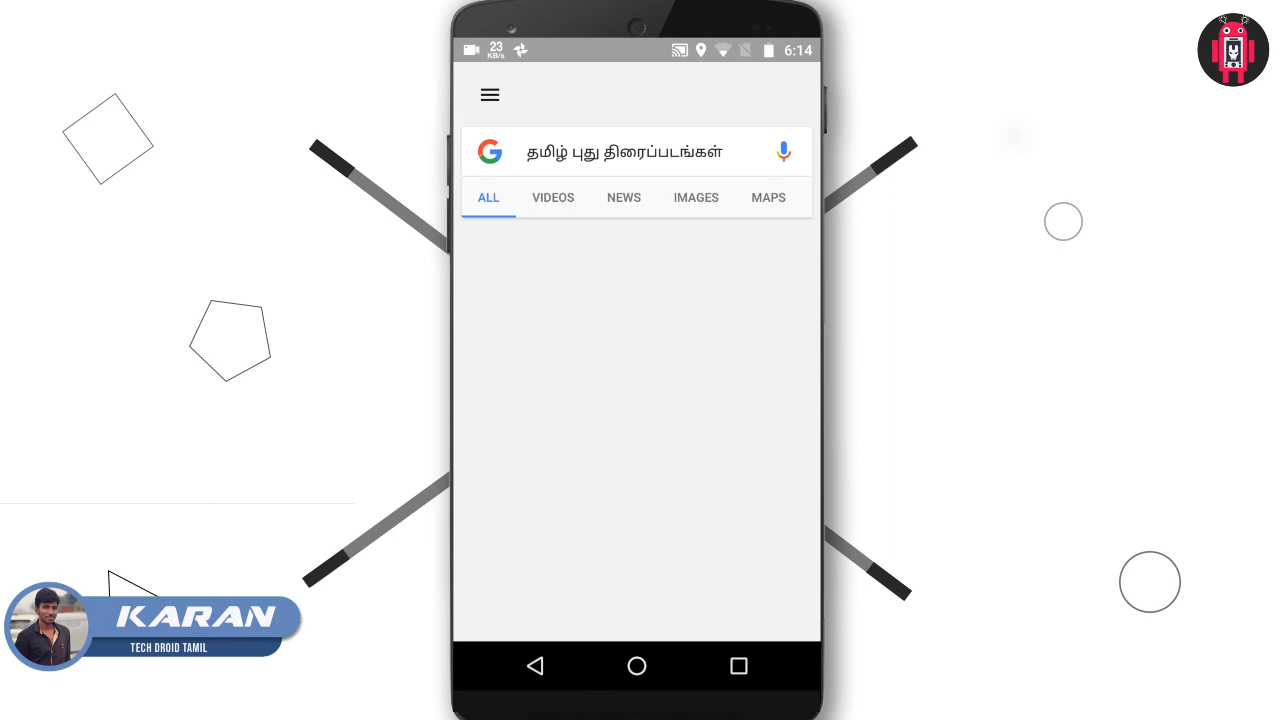 23
KB/s
6:14
தமிழ் புது திரைப்படங்கள்
ALL VIDEOS NEWS IMAGES MAPS
KARAN
TECH DROID TAMIL